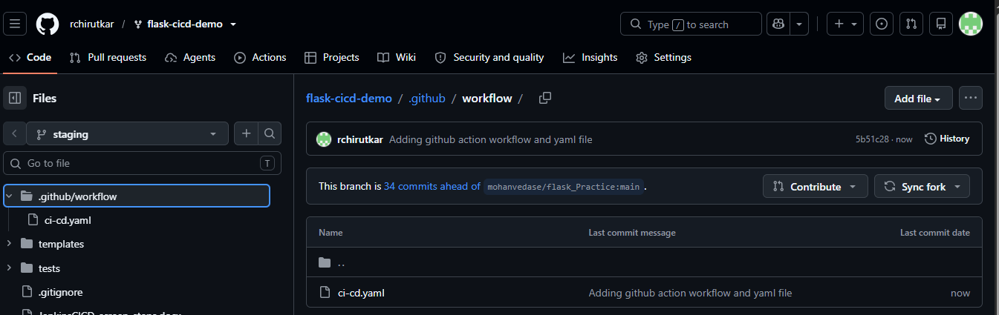 rchirutkar / flask-cicd-demo
Type / to search
Code Pull requests Agents Actions Projects Wiki Security and quality Insights Settings
Files
staging
Go to file T
.github/workflow
ci-cd.yaml
templates
tests
.gitignore
flask-cicd-demo / .github / workflow /
Add file
rchirutkar Adding github action workflow and yaml file
5b51c28 · now History
This branch is 34 commits ahead of mohanvedase/flask_Practice:main .
Contribute Sync fork
Name Last commit message Last commit date
..
ci-cd.yaml Adding github action workflow and yaml file now